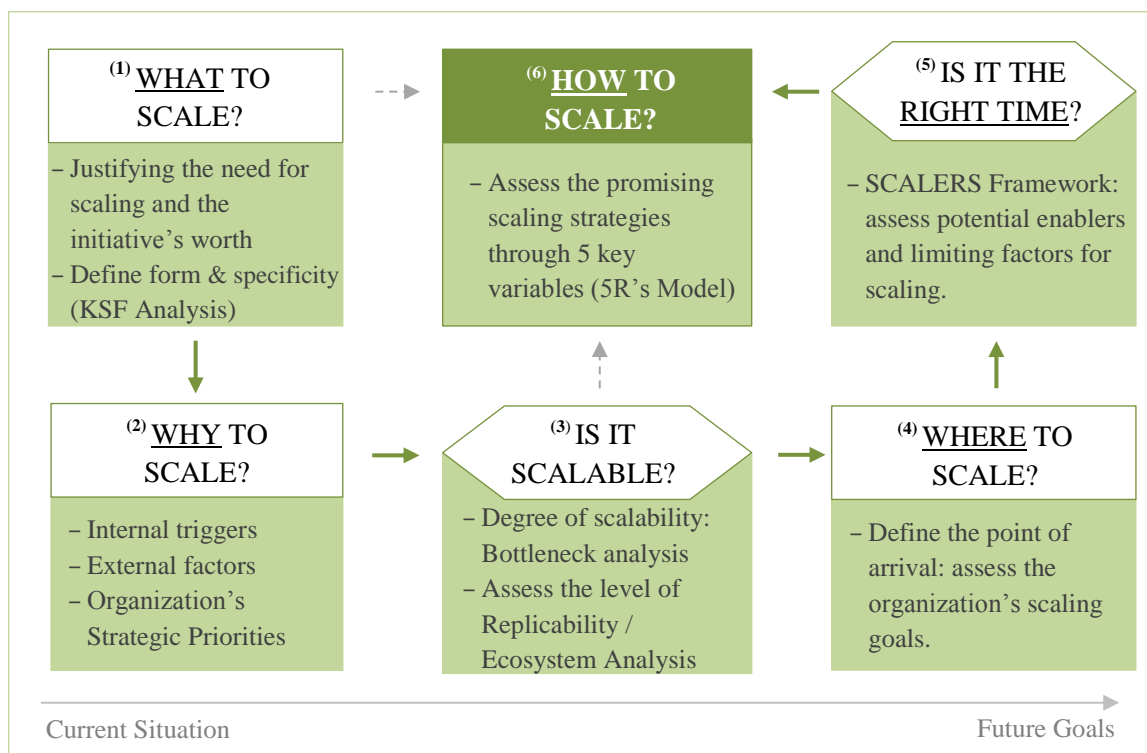 (1) WHAT TO
SCALE?
– Justifying the need for
scaling and the
initiative’s worth
– Define form & specificity
(KSF Analysis)
(6) HOW TO
SCALE?
– Assess the promising
scaling strategies
through 5 key
variables (5R’s Model)
(5) IS IT THE
RIGHT TIME?
– SCALERS Framework:
assess potential enablers
and limiting factors for
scaling.
(2) WHY TO
SCALE?
– Internal triggers
– External factors
– Organization’s
Strategic Priorities
(3) IS IT
SCALABLE?
– Degree of scalability:
Bottleneck analysis
– Assess the level of
Replicability /
Ecosystem Analysis
(4) WHERE TO
SCALE?
– Define the point of
arrival: assess the
organization’s scaling
goals.
Current Situation
Future Goals